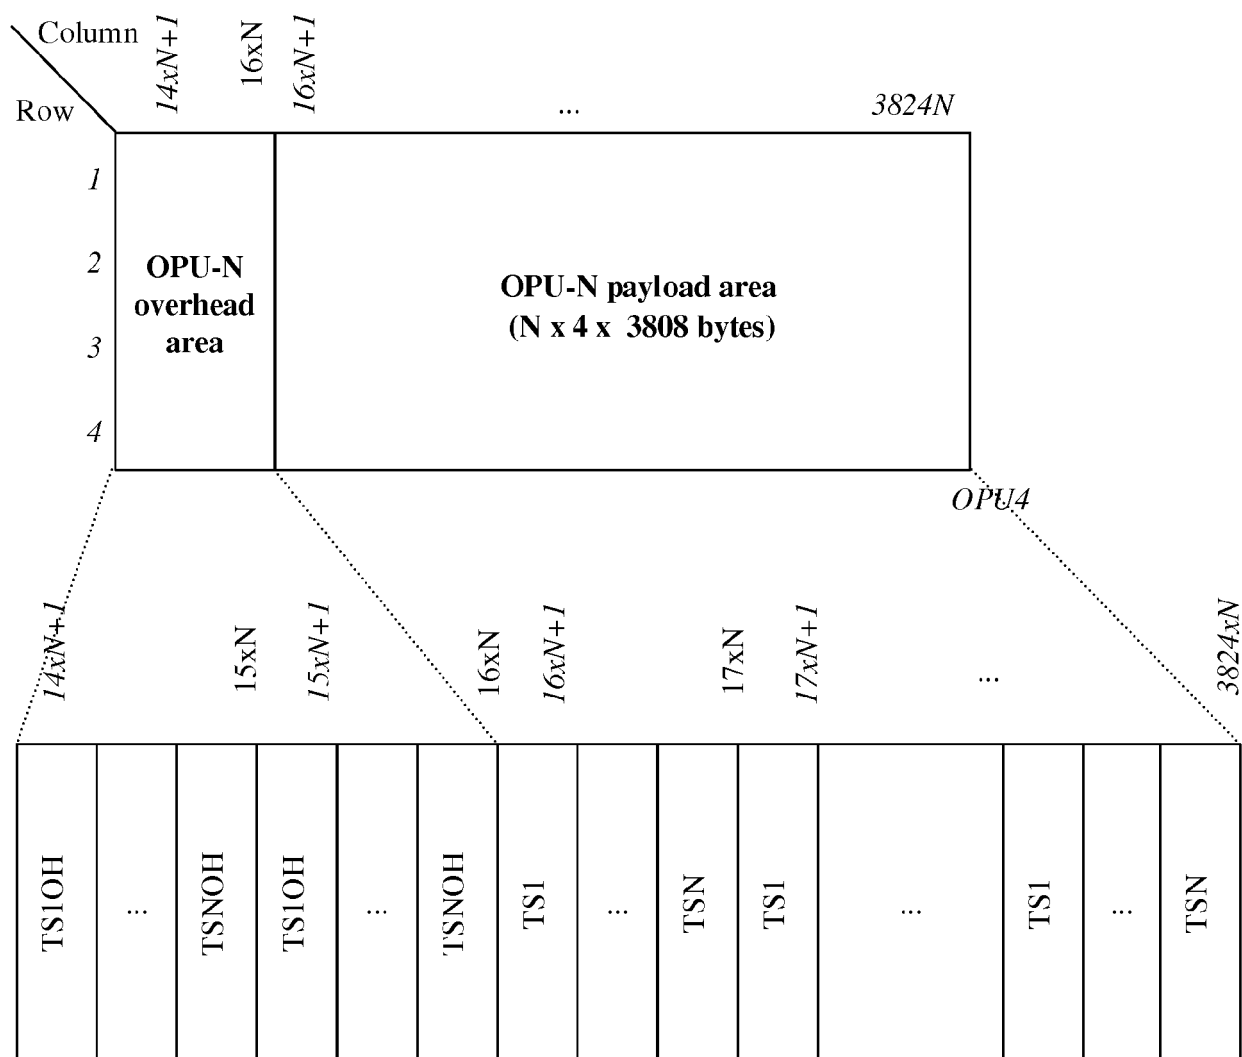 Column
14xN+1
16xN
16xN+1
...
3824N
Row
1
2
3
4
OPU-N
overhead
area
OPU-N payload area
(N x 4 x 3808 bytes)
OPU4
14xN+1
15xN
15xN+1
16xN
16xN+1
17xN
17xN+1
...
3824xN
TS1OH
...
TSNOH
TS1OH
...
TSNOH
TS1
...
TSN
TS1
...
TS1
...
TSN